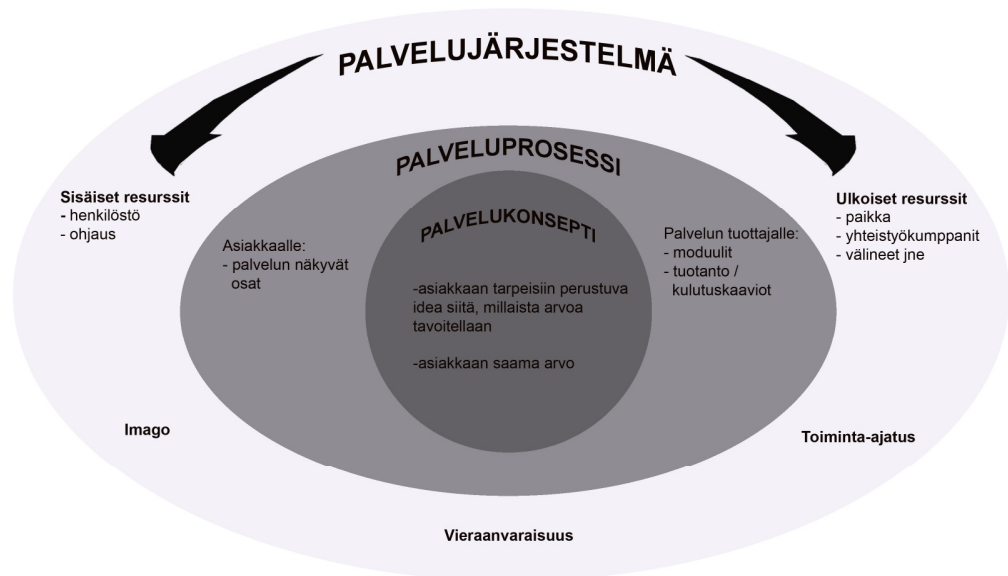 PALVELUJÄRJESTELMÄ
Sisäiset resurssit
- henkilöstö
- ohjaus
Ulkoiset resurssit
- paikka
- yhteistyökumppanit
- välineet jne
PALVELUPROSESSI
Asiakkaalle:
- palvelun näkyvät
osat
Palvelun tuottajalle:
- moduulit
- tuotanto /
kulutuskaaviot
PALVELUKONSEPTI
-asiakkaan tarpeisiin perustuva
idea siitä, millaista arvoa
tavoitellaan
-asiakkaan saama arvo
Imago
Toiminta-ajatus
Vieraanvaraisuus